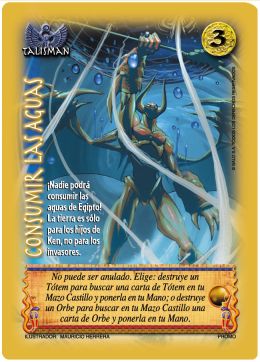 TALISMAN
3
CONSUMIR LAS AGUAS
¡Nadie podrá
consumir las
aguas de Egipto!
La tierra es sólo
para los hijos de
Ken, no para los
invasores.
No puede ser anulado. Elige: destruye un
Tótem para buscar una carta de Tótem en tu
Mazo Castillo y ponerla en tu Mano; o destruye
un Orbe para buscar en tu Mazo Castillo una
carta de Orbe y ponerla en tu Mano.
ILUSTRADOR: MAURICIO HERRERA
PROMO